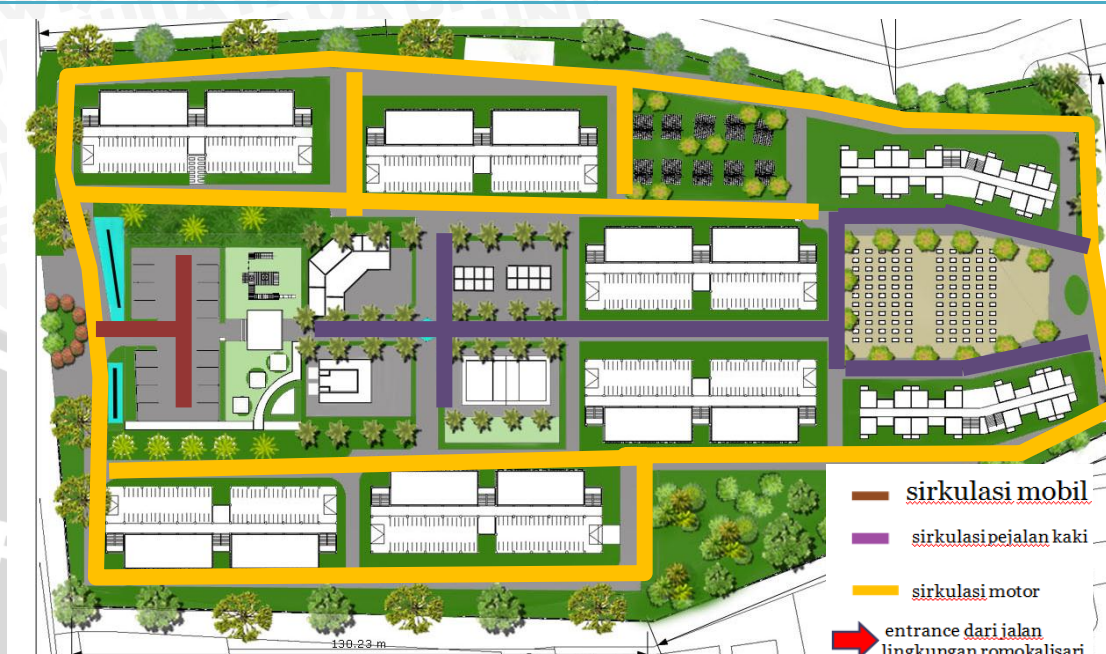 sirkulasi mobil
sirkulasi pejalan kaki
sirkulasi motor
entrance dari jalan
lingkungan romokalisari
130.23 m